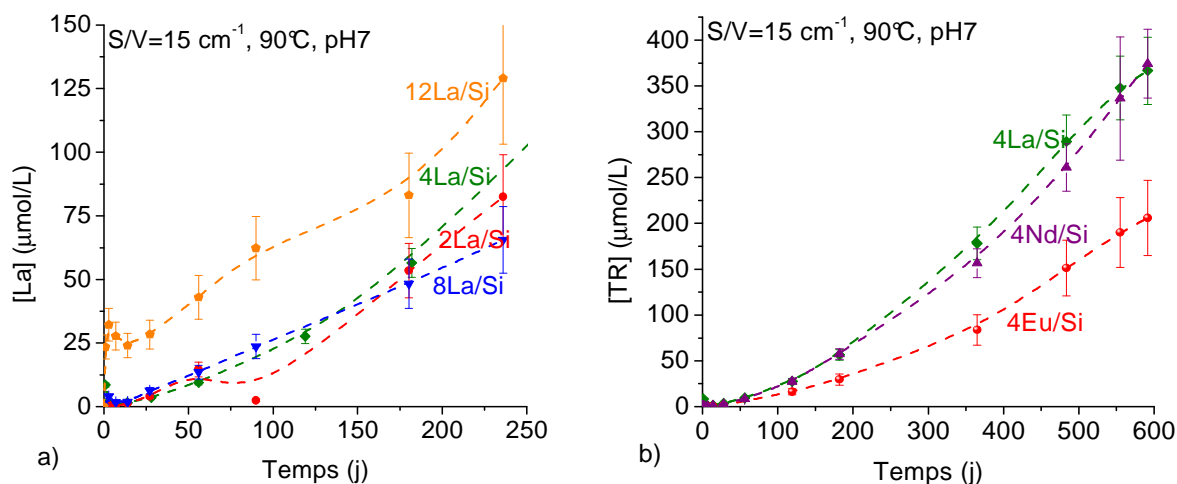 S/V=15 cm⁻¹, 90°C, pH7
[La] (µmol/L)
150
125
100
75
50
25
0
12La/Si
4La/Si
2La/Si
8La/Si
0 50 100 150 200 250
Temps (j)
a)
S/V=15 cm⁻¹, 90°C, pH7
[TR] (µmol/L)
400
350
300
250
200
150
100
50
0
4La/Si
4Nd/Si
4Eu/Si
0 100 200 300 400 500 600
Temps (j)
b)